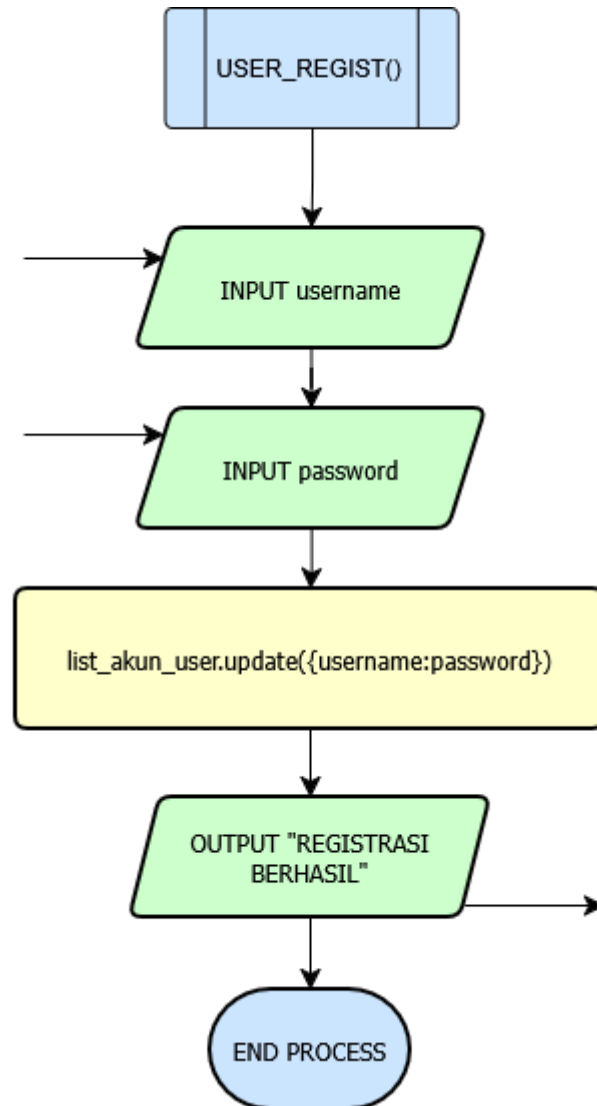 USER_REGIST()
INPUT username
INPUT password
list_akun_user.update({username:password})
OUTPUT "REGISTRASI
BERHASIL"
END PROCESS